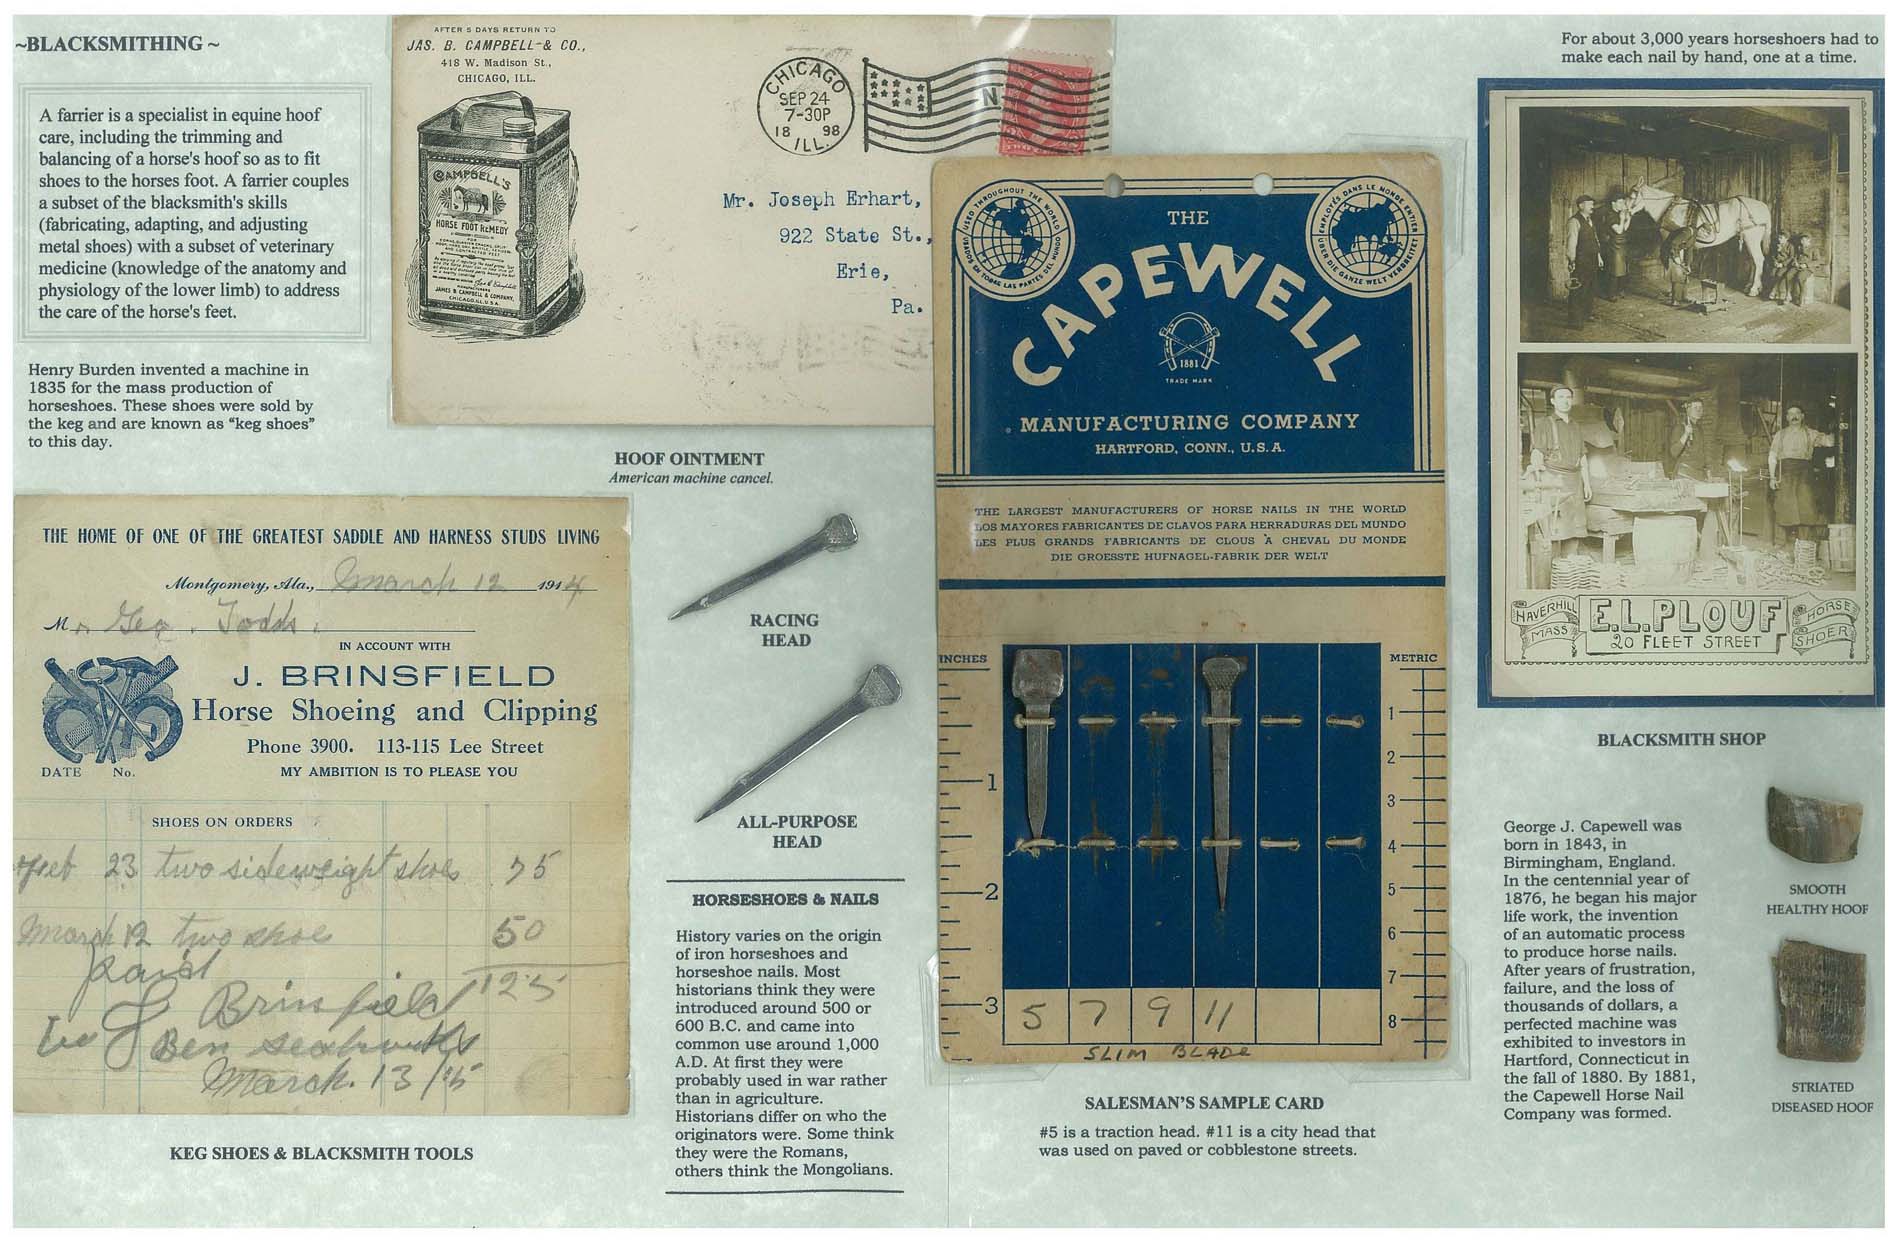 ~BLACKSMITHING ~
A farrier is a specialist in equine hoof
care, including the trimming and
balancing of a horse's hoof so as to fit
shoes to the horses foot. A farrier couples
a subset of the blacksmith's skills
(fabricating, adapting, and adjusting
metal shoes) with a subset of veterinary
medicine (knowledge of the anatomy and
physiology of the lower limb) to address
the care of the horse's feet.
Henry Burden invented a machine in
1835 for the mass production of
horseshoes. These shoes were sold by
the keg and are known as “keg shoes”
to this day.
AFTER 5 DAYS RETURN TO
JAS. B. CAMPBELL & CO.,
418 W. Madison St.,
CHICAGO, ILL.
CAMPBELL'S
HORSE FOOT REMEDY
FOR
MANUFACTURERS
JAMES B. CAMPBELL & COMPANY,
CHICAGO, ILL. U.S.A.
CHICAGO
SEP 24
7-30P
18 98
ILL.
N
Mr. Joseph Erhart,
922 State St.,
Erie,
Pa.
HOOF OINTMENT
American machine cancel.
THE HOME OF ONE OF THE GREATEST SADDLE AND HARNESS STUDS LIVING
Montgomery, Ala., March 12 1914
Mr. Geo. Todds.
IN ACCOUNT WITH
J. BRINSFIELD
Horse Shoeing and Clipping
Phone 3900. 113-115 Lee Street
DATE No. MY AMBITION IS TO PLEASE YOU
SHOES ON ORDERS
Feb 23 two sideweight shoes 75
March 12 two shoe 50
paid 125
J Brinsfield
Ben
March. 13/15
KEG SHOES & BLACKSMITH TOOLS
RACING
HEAD
ALL-PURPOSE
HEAD
HORSESHOES & NAILS
History varies on the origin
of iron horseshoes and
horseshoe nails. Most
historians think they were
introduced around 500 or
600 B.C. and came into
common use around 1,000
A.D. At first they were
probably used in war rather
than in agriculture.
Historians differ on who the
originators were. Some think
they were the Romans,
others think the Mongolians.
USED THROUGHOUT THE WORLD
USADOS EN TODAS LAS PARTES DEL MUNDO
EMPLOYÉS DANS LE MONDE ENTIER
ÜBER DIE GANZE WELT VERBREITET
THE
CAPEWELL
1881
TRADE MARK
MANUFACTURING COMPANY
HARTFORD, CONN., U.S.A.
THE LARGEST MANUFACTURERS OF HORSE NAILS IN THE WORLD
LOS MAYORES FABRICANTES DE CLAVOS PARA HERRADURAS DEL MUNDO
LES PLUS GRANDS FABRICANTS DE CLOUS À CHEVAL DU MONDE
DIE GROESSTE HUFNAGEL-FABRIK DER WELT
INCHES
1
2
3
METRIC
1
2
3
4
5
6
7
8
5 7 9 11
SLIM BLADE
SALESMAN'S SAMPLE CARD
#5 is a traction head. #11 is a city head that
was used on paved or cobblestone streets.
For about 3,000 years horseshoers had to
make each nail by hand, one at a time.
HAVERHILL
MASS
E.L.PLOUF
20 FLEET STREET
HORSE
SHOER
BLACKSMITH SHOP
George J. Capewell was
born in 1843, in
Birmingham, England.
In the centennial year of
1876, he began his major
life work, the invention
of an automatic process
to produce horse nails.
After years of frustration,
failure, and the loss of
thousands of dollars, a
perfected machine was
exhibited to investors in
Hartford, Connecticut in
the fall of 1880. By 1881,
the Capewell Horse Nail
Company was formed.
SMOOTH
HEALTHY HOOF
STRIATED
DISEASED HOOF